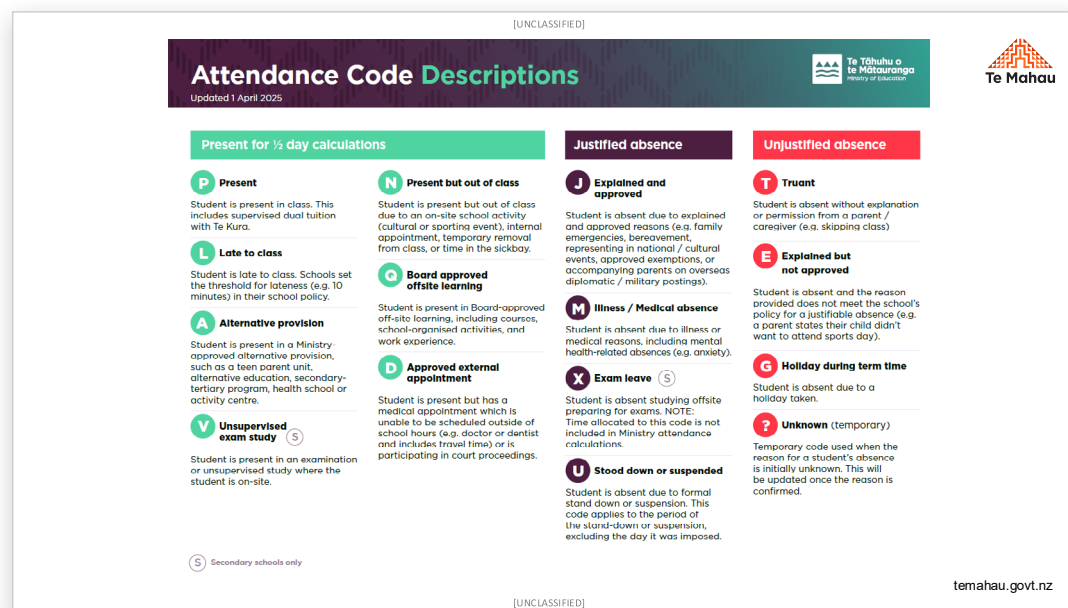 [UNCLASSIFIED]
Attendance Code Descriptions
Updated 1 April 2025
Te Tāhuhu o
te Mātauranga
Ministry of Education
Te Mahau
Present for ½ day calculations
P Present
Student is present in class. This
includes supervised dual tuition
with Te Kura.
L Late to class
Student is late to class. Schools set
the threshold for lateness (e.g. 10
minutes) in their school policy.
A Alternative provision
Student is present in a Ministry-
approved alternative provision,
such as a teen parent unit,
alternative education, secondary-
tertiary program, health school or
activity centre.
V Unsupervised
exam study S
Student is present in an examination
or unsupervised study where the
student is on-site.
N Present but out of class
Student is present but out of class
due to an on-site school activity
(cultural or sporting event), internal
appointment, temporary removal
from class, or time in the sickbay.
Q Board approved
offsite learning
Student is present in Board-approved
off-site learning, including courses,
school-organised activities, and
work experience.
D Approved external
appointment
Student is present but has a
medical appointment which is
unable to be scheduled outside of
school hours (e.g. doctor or dentist
and includes travel time) or is
participating in court proceedings.
Justified absence
J Explained and
approved
Student is absent due to explained
and approved reasons (e.g. family
emergencies, bereavement,
representing in national / cultural
events, approved exemptions, or
accompanying parents on overseas
diplomatic / military postings).
M Illness / Medical absence
Student is absent due to illness or
medical reasons, including mental
health-related absences (e.g. anxiety).
X Exam leave S
Student is absent studying offsite
preparing for exams. NOTE:
Time allocated to this code is not
included in Ministry attendance
calculations.
U Stood down or suspended
Student is absent due to formal
stand down or suspension. This
code applies to the period of
the stand-down or suspension,
excluding the day it was imposed.
Unjustified absence
T Truant
Student is absent without explanation
or permission from a parent /
caregiver (e.g. skipping class)
E Explained but
not approved
Student is absent and the reason
provided does not meet the school's
policy for a justifiable absence (e.g.
a parent states their child didn't
want to attend sports day).
G Holiday during term time
Student is absent due to a
holiday taken.
? Unknown (temporary)
Temporary code used when the
reason for a student's absence
is initially unknown. This will
be updated once the reason is
confirmed.
S Secondary schools only
temahau.govt.nz
[UNCLASSIFIED]